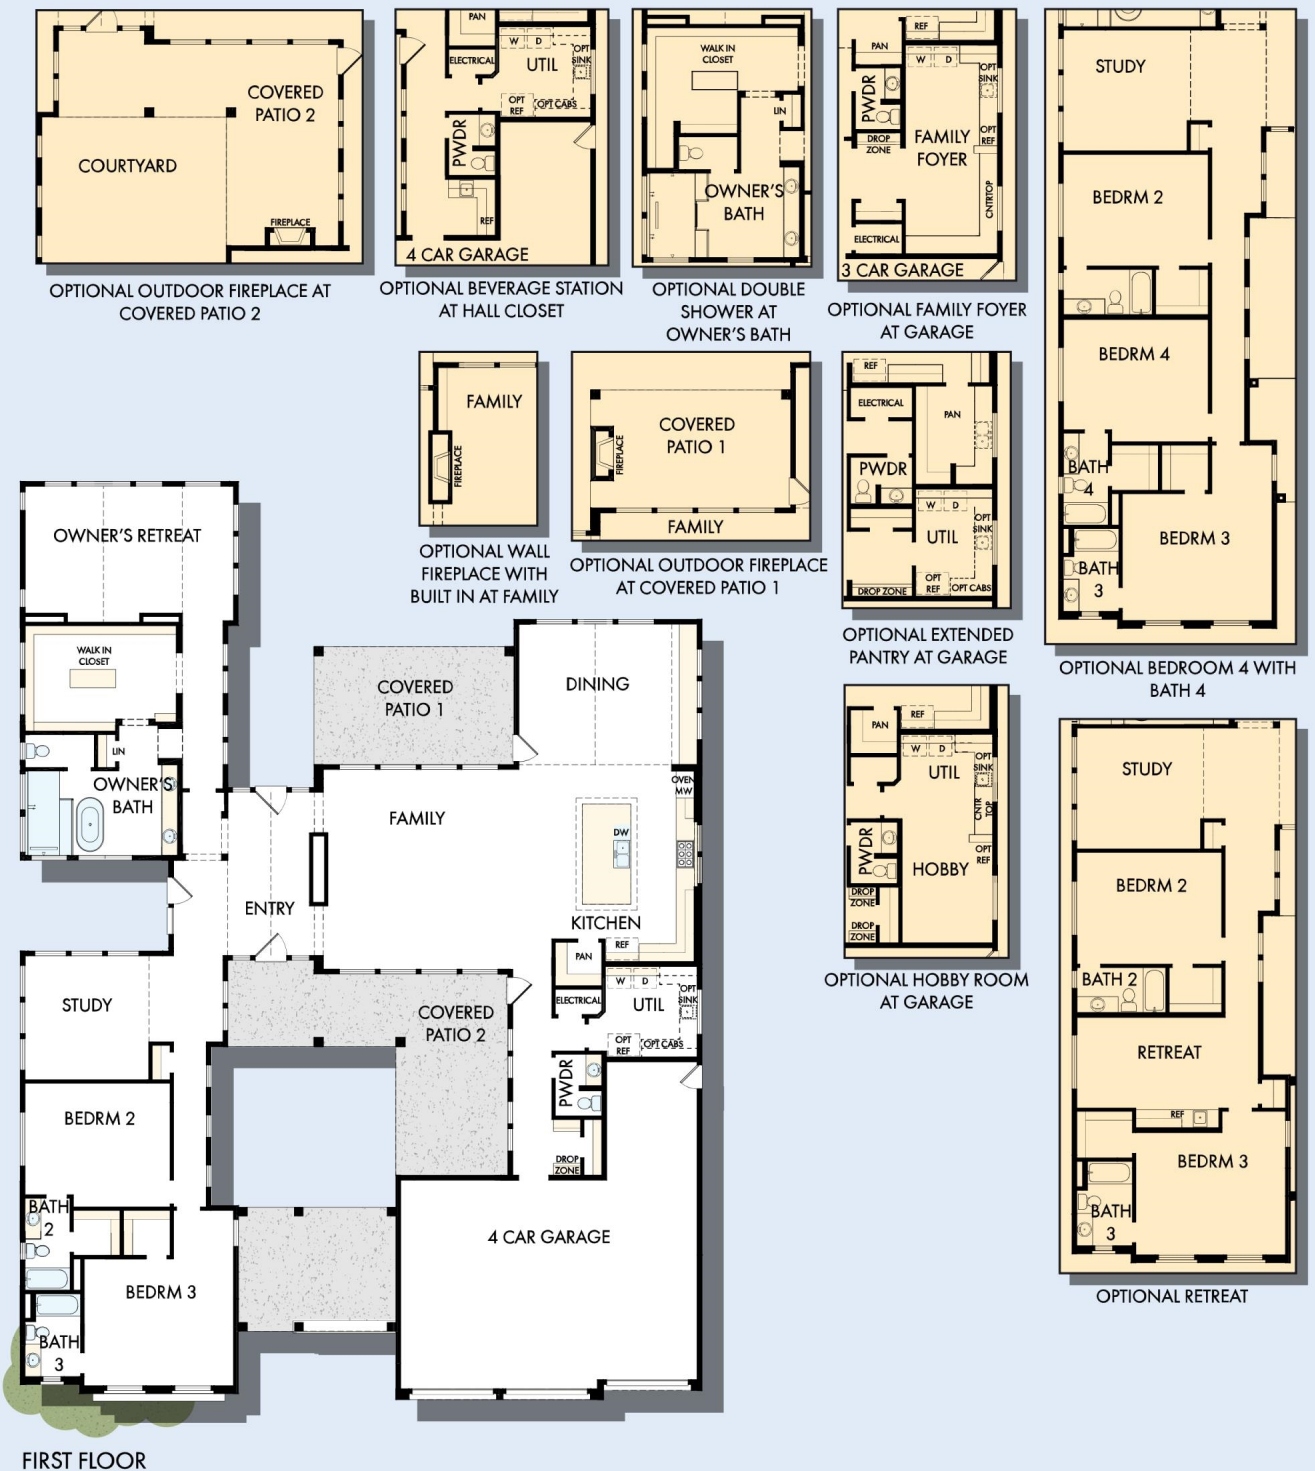 COVERED
PATIO 2
COURTYARD
FIREPLACE
OPTIONAL OUTDOOR FIREPLACE AT
COVERED PATIO 2
PAN
W D
ELECTRICAL
UTIL
OPT
SINK
OPT
REF
OPT CABS
PWDR
REF
4 CAR GARAGE
OPTIONAL BEVERAGE STATION
AT HALL CLOSET
WALK IN
CLOSET
LIN
OWNER'S
BATH
OPTIONAL DOUBLE
SHOWER AT
OWNER'S BATH
REF
PAN
W D
OPT
SINK
PWDR
DROP
ZONE
FAMILY
FOYER
OPT
REF
CNTRTOP
ELECTRICAL
3 CAR GARAGE
OPTIONAL FAMILY FOYER
AT GARAGE
STUDY
BEDRM 2
BEDRM 4
BATH
4
BEDRM 3
BATH
3
OPTIONAL BEDROOM 4 WITH
BATH 4
FAMILY
FIREPLACE
OPTIONAL WALL
FIREPLACE WITH
BUILT IN AT FAMILY
COVERED
PATIO 1
FIREPLACE
FAMILY
OPTIONAL OUTDOOR FIREPLACE
AT COVERED PATIO 1
REF
ELECTRICAL
PAN
PWDR
W D
OPT
SINK
UTIL
OPT
REF
OPT CABS
DROP ZONE
OPTIONAL EXTENDED
PANTRY AT GARAGE
PAN
REF
W D
UTIL
OPT
SINK
CNTR
TOP
OPT
REF
PWDR
HOBBY
DROP
ZONE
DROP
ZONE
OPTIONAL HOBBY ROOM
AT GARAGE
STUDY
BEDRM 2
BATH 2
RETREAT
REF
BEDRM 3
BATH
3
OPTIONAL RETREAT
OWNER'S RETREAT
WALK IN
CLOSET
LIN
OWNER'S
BATH
COVERED
PATIO 1
DINING
FAMILY
OVEN
MW
DW
KITCHEN
ENTRY
REF
PAN
W D
ELECTRICAL
UTIL
OPT
SINK
OPT
REF
OPT CABS
STUDY
COVERED
PATIO 2
PWDR
DROP
ZONE
BEDRM 2
BATH
2
4 CAR GARAGE
BEDRM 3
BATH
3
FIRST FLOOR